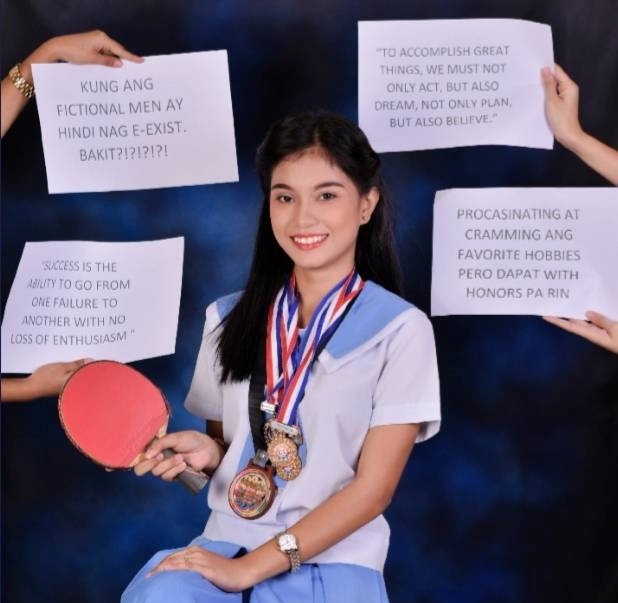 KUNG ANG
FICTIONAL MEN AY
HINDI NAG E-EXIST.
BAKIT?!?!?!?!
"TO ACCOMPLISH GREAT
THINGS, WE MUST NOT
ONLY ACT, BUT ALSO
DREAM, NOT ONLY PLAN,
BUT ALSO BELIEVE."
"SUCCESS IS THE
ABILITY TO GO FROM
ONE FAILURE TO
ANOTHER WITH NO
LOSS OF ENTHUSIASM "
PROCASINATING AT
CRAMMING ANG
FAVORITE HOBBIES
PERO DAPAT WITH
HONORS PA RIN